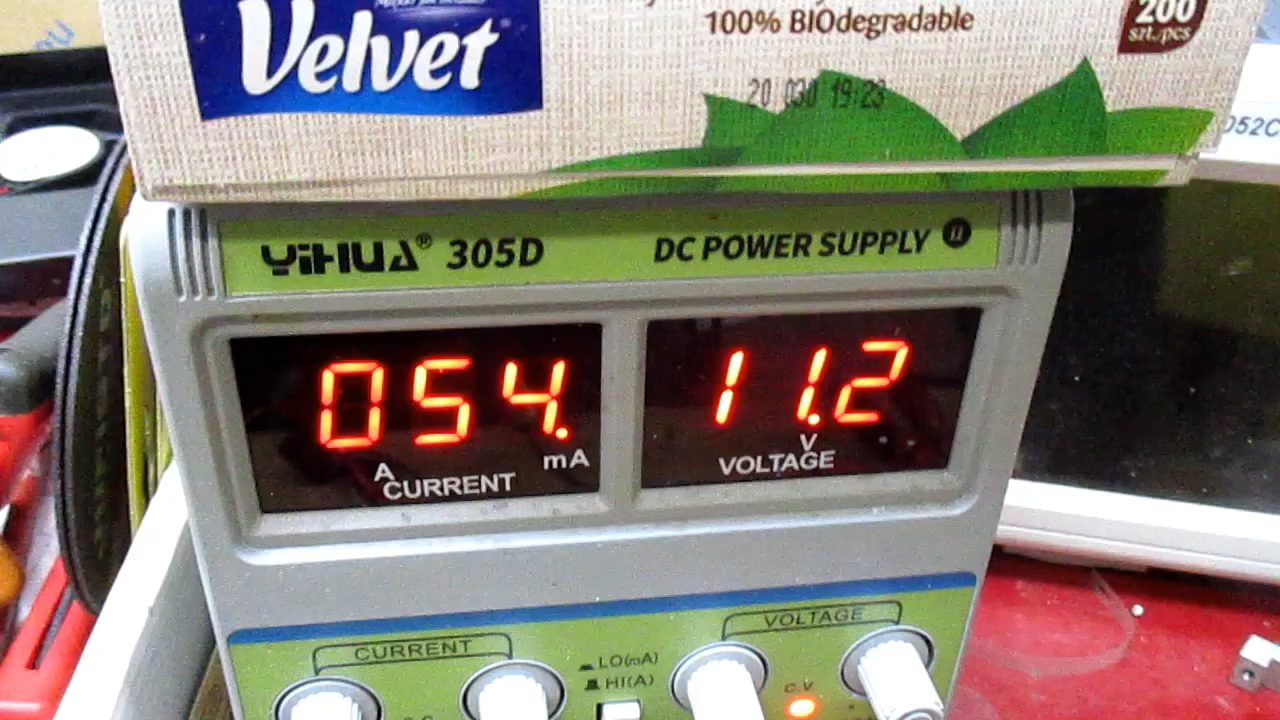 Velvet
100% BIOdegradable
200
szt./pcs
20 030 19:23
052C
YIHUA® 305D
DC POWER SUPPLY II
054.
11.2
A
mA
CURRENT
V
VOLTAGE
CURRENT
LO(mA)
HI(A)
VOLTAGE
C.V